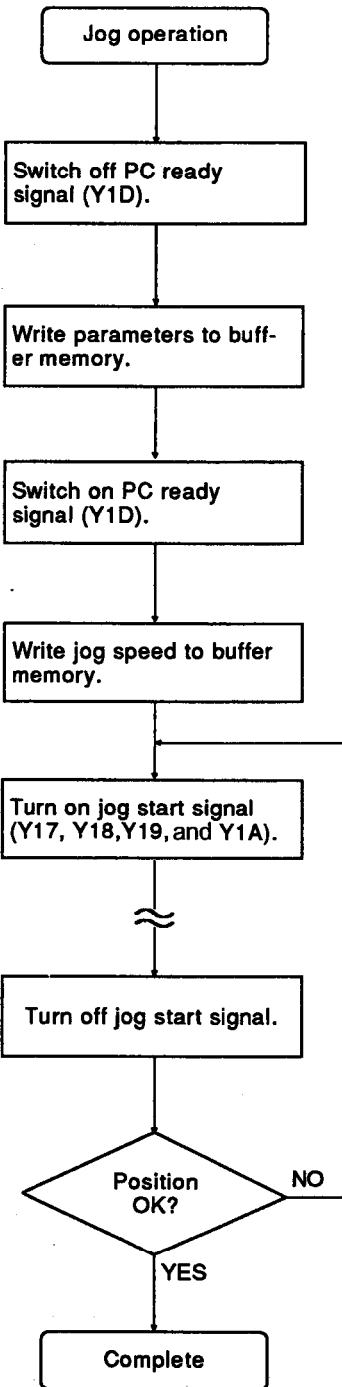 Jog operation
Switch off PC ready
signal (Y1D).
Write parameters to buff-
er memory.
Switch on PC ready
signal (Y1D).
Write jog speed to buffer
memory.
Turn on jog start signal
(Y17, Y18,Y19, and Y1A).
Turn off jog start signal.
Position
OK?
NO
YES
Complete